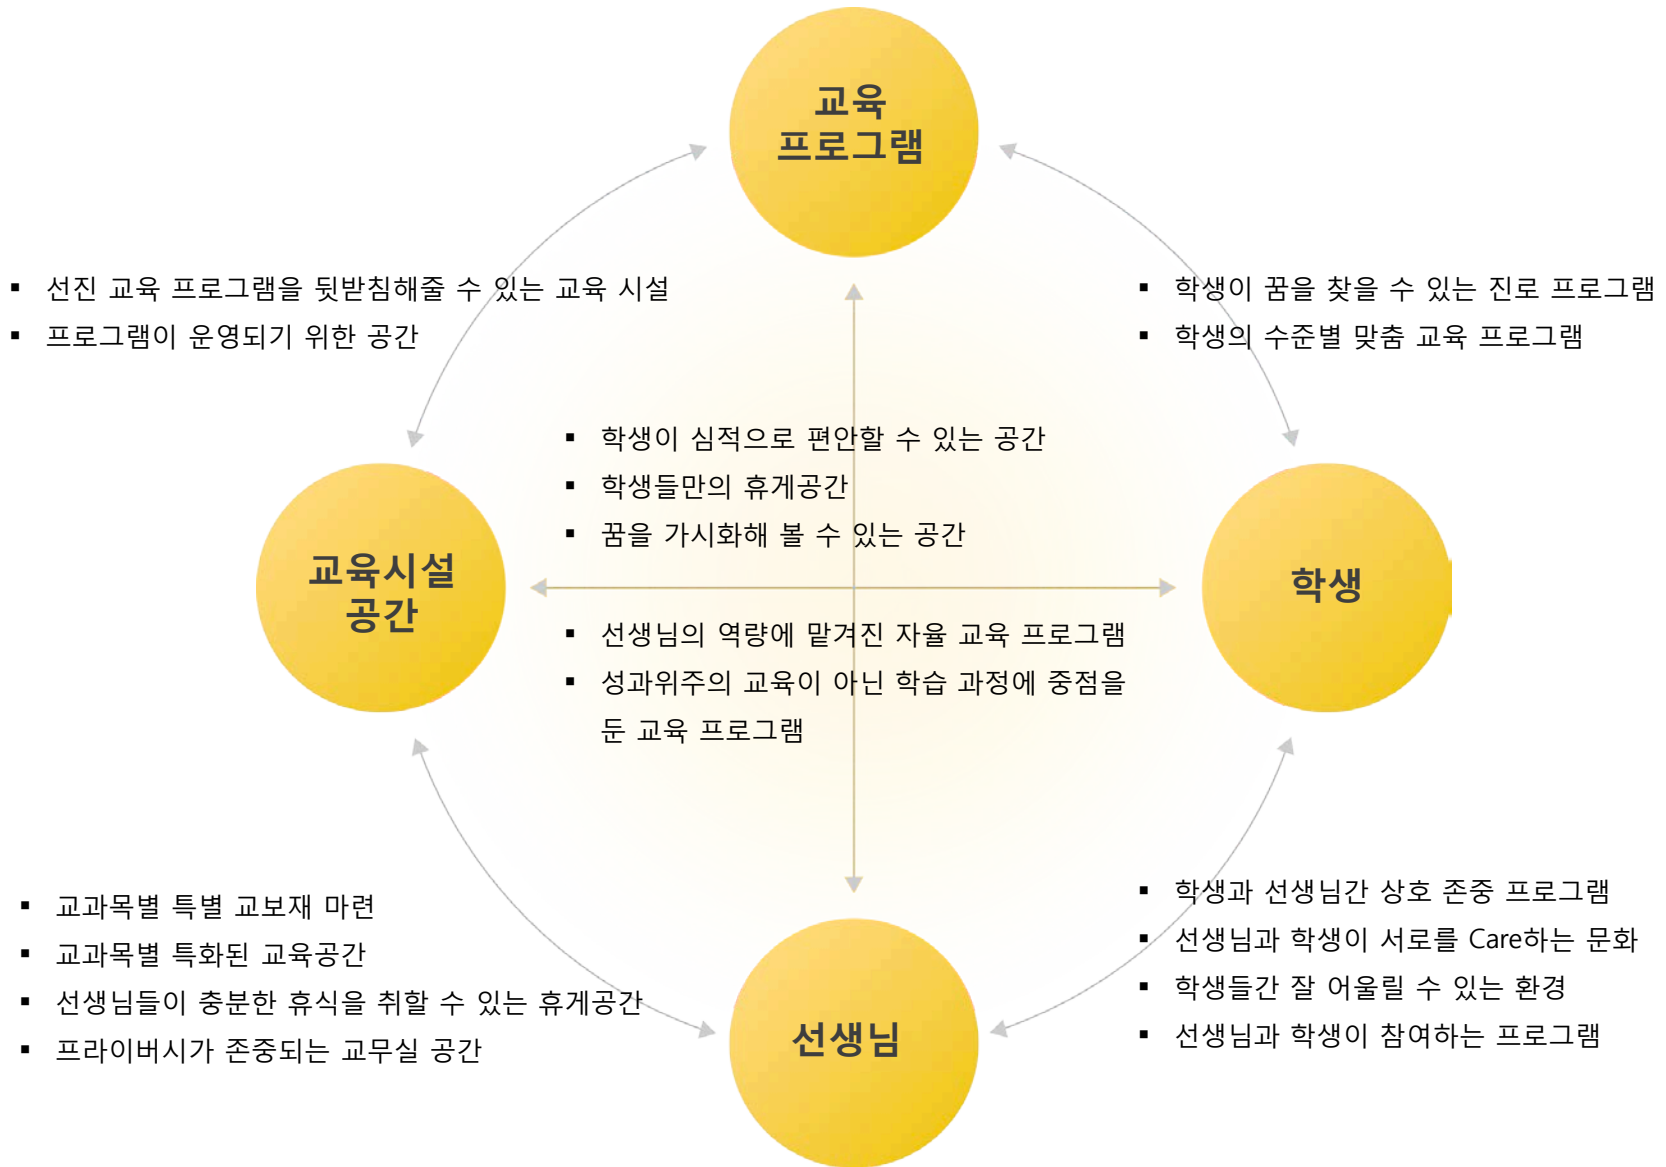 교육
프로그램
▪ 선진 교육 프로그램을 뒷받침해줄 수 있는 교육 시설
▪ 프로그램이 운영되기 위한 공간
▪ 학생이 꿈을 찾을 수 있는 진로 프로그램
▪ 학생의 수준별 맞춤 교육 프로그램
▪ 학생이 심적으로 편안할 수 있는 공간
▪ 학생들만의 휴게공간
▪ 꿈을 가시화해 볼 수 있는 공간
교육시설
공간
학생
▪ 선생님의 역량에 맡겨진 자율 교육 프로그램
▪ 성과위주의 교육이 아닌 학습 과정에 중점을
둔 교육 프로그램
▪ 교과목별 특별 교보재 마련
▪ 교과목별 특화된 교육공간
▪ 선생님들이 충분한 휴식을 취할 수 있는 휴게공간
▪ 프라이버시가 존중되는 교무실 공간
선생님
▪ 학생과 선생님간 상호 존중 프로그램
▪ 선생님과 학생이 서로를 Care하는 문화
▪ 학생들간 잘 어울릴 수 있는 환경
▪ 선생님과 학생이 참여하는 프로그램